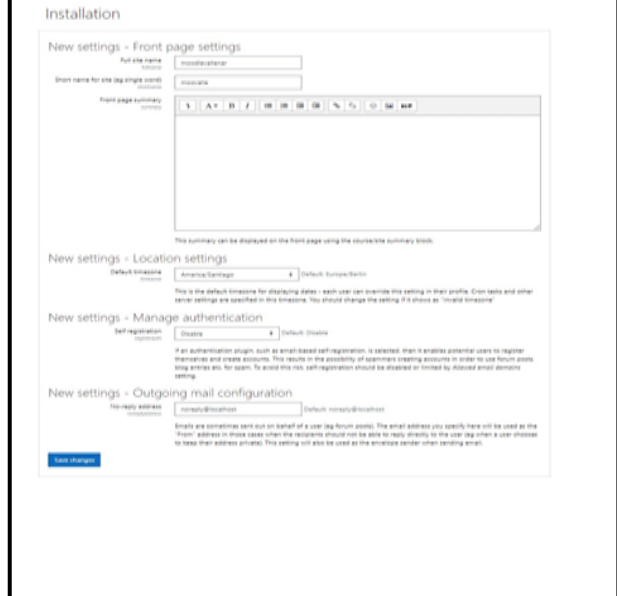 Installation
New settings - Front page settings
Full site name
fullname
Short name for site (eg single word)
shortname
Front page summary
summary
This summary can be displayed on the front page using the course/site summary block.
New settings - Location settings
Default timezone
timezone
America/Santiago
Default: Europe/Berlin
This is the default timezone for displaying dates - each user can override this setting in their profile. Cron tasks and other
server settings are specified in this timezone. You should change the setting if it shows as "Invalid timezone"
New settings - Manage authentication
Self registration
registerauth
Disable
Default: Disable
If an authentication plugin, such as email-based self-registration, is selected, then it enables potential users to register
themselves and create accounts. This results in the possibility of spammers creating accounts in order to use forum posts,
blog entries etc. for spam. To avoid this risk, self-registration should be disabled or limited by Allowed email domains
setting.
New settings - Outgoing mail configuration
No-reply address
noreplyaddress
noreply@localhost
Default: noreply@localhost
Emails are sometimes sent out on behalf of a user (eg forum posts). The email address you specify here will be used as the
"From" address in those cases when the recipients should not be able to reply directly to the user (eg when a user chooses
to keep their address private). This setting will also be used as the envelope sender when sending email.
Save changes